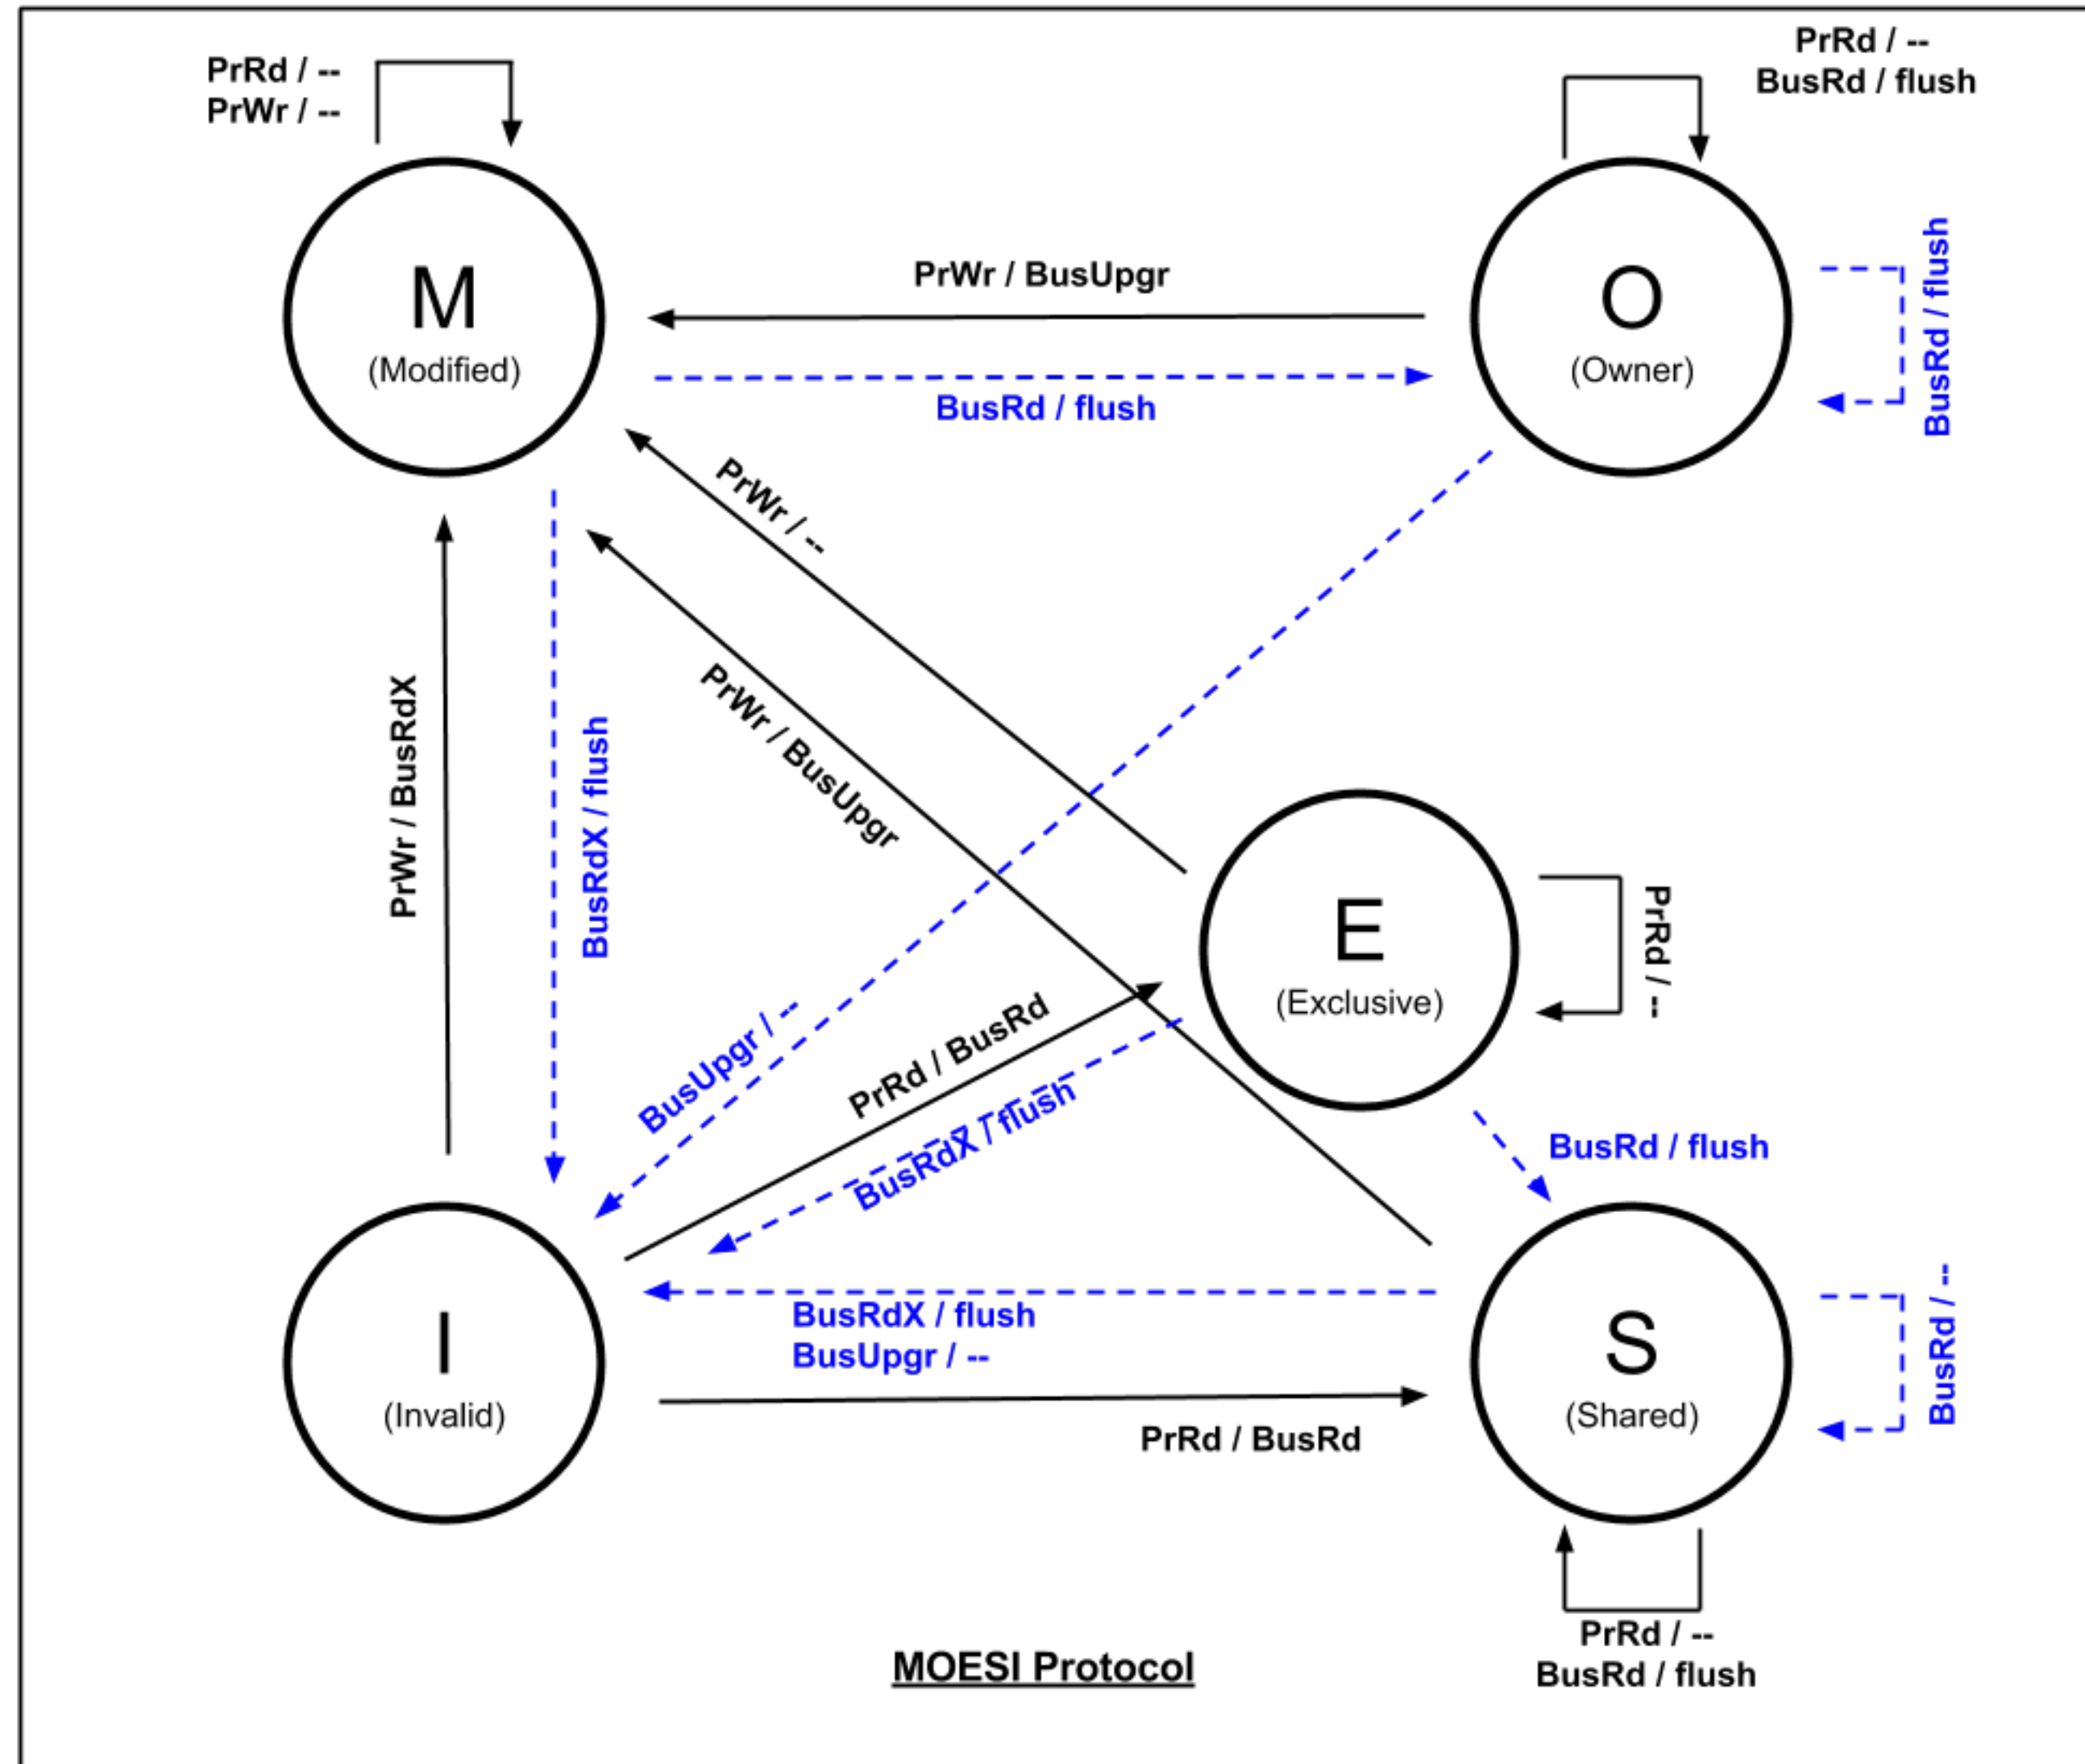 PrRd / --
PrWr / --
PrRd / --
BusRd / flush
M
(Modified)
O
(Owner)
BusRd / flush
PrWr / BusUpgr
BusRd / flush
PrWr / --
PrWr / BusUpgr
PrWr / BusRdX
BusRdX / flush
E
(Exclusive)
PrRd / --
BusUpgr / --
PrRd / BusRd
BusRdX / flush
BusRd / flush
I
(Invalid)
BusRdX / flush
BusUpgr / --
PrRd / BusRd
S
(Shared)
BusRd / --
PrRd / --
BusRd / flush
MOESI Protocol